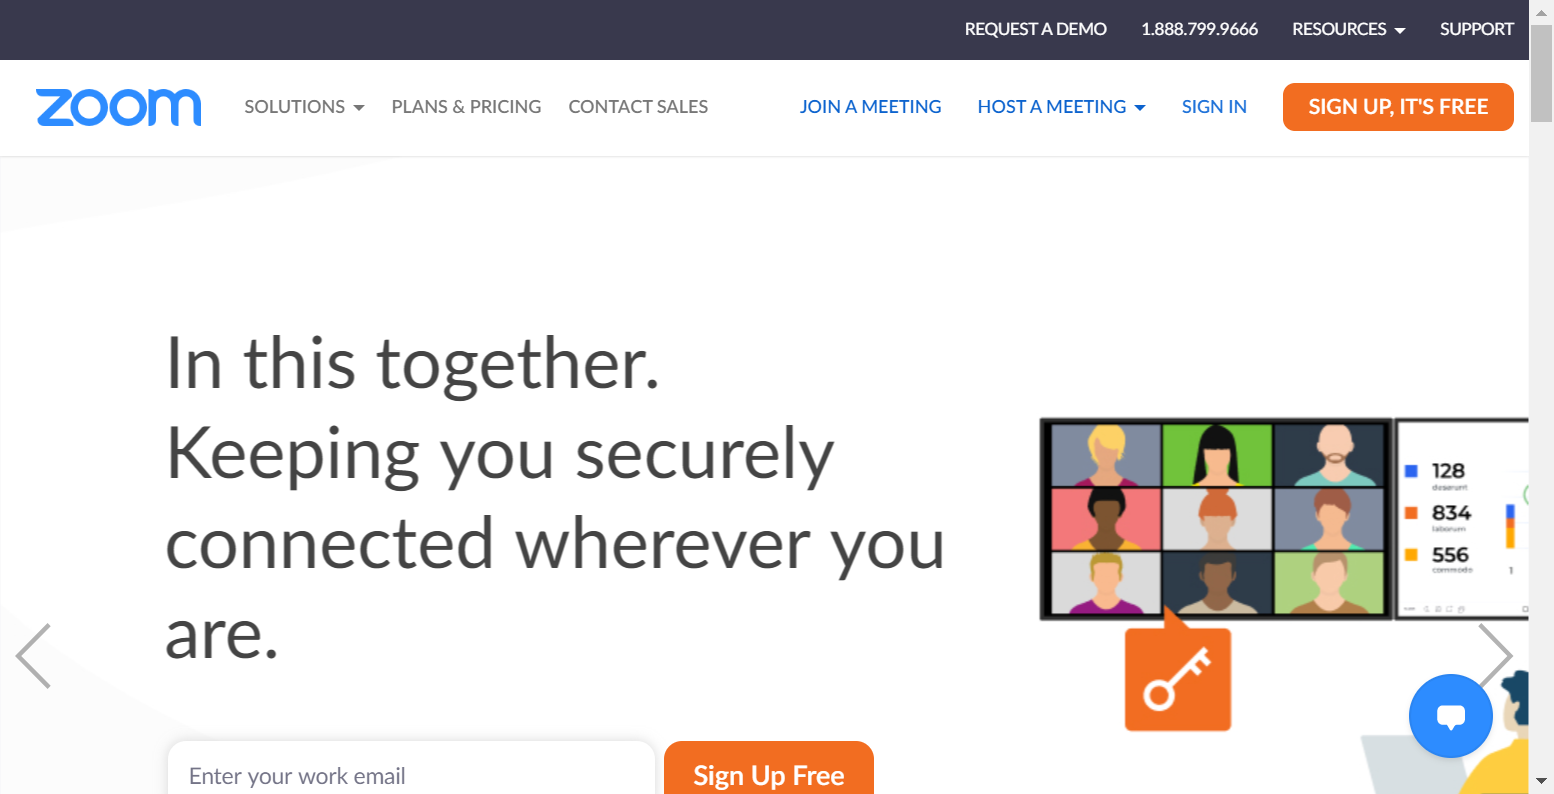 REQUEST A DEMO 1.888.799.9666 RESOURCES SUPPORT
zoom SOLUTIONS PLANS & PRICING CONTACT SALES JOIN A MEETING HOST A MEETING SIGN IN SIGN UP, IT'S FREE
In this together.
Keeping you securely
connected wherever you
are.
128
deserunt
834
laborum
556
commodo
1
Enter your work email Sign Up Free